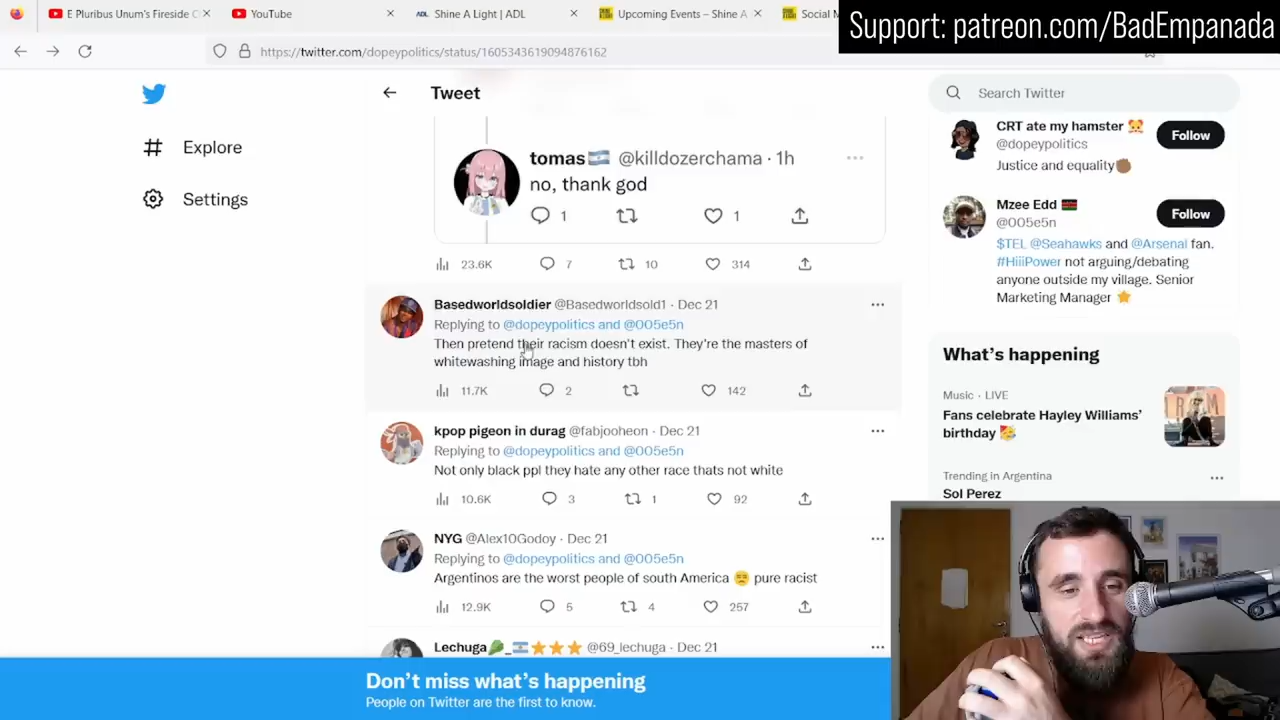 E Pluribus Unum's Fireside C
YouTube
ADL Shine A Light | ADL
Upcoming Events – Shine A
Social M
Support: patreon.com/BadEmpanada
https://twitter.com/dopeypolitics/status/1605343619094876162
Explore
Settings
Tweet
tomas @killdozerchama · 1h
no, thank god
1
1
23.6K 7 10 314
Basedworldsoldier @Basedworldsold1 · Dec 21
Replying to @dopeypolitics and @005e5n
Then pretend their racism doesn't exist. They're the masters of
whitewashing image and history tbh
11.7K 2 142
kpop pigeon in durag @fabjooheon · Dec 21
Replying to @dopeypolitics and @005e5n
Not only black ppl they hate any other race thats not white
10.6K 3 1 92
NYG @Alex10Godoy · Dec 21
Replying to @dopeypolitics and @005e5n
Argentinos are the worst people of south America 😒 pure racist
12.9K 5 4 257
Lechuga🥬_🇦🇷⭐⭐⭐ @69_lechuga · Dec 21
Search Twitter
CRT ate my hamster 🐹
@dopeypolitics
Follow
Justice and equality✊🏾
Mzee Edd 🇰🇪
@005e5n
Follow
$TEL @Seahawks and @Arsenal fan.
#HiiiPower not arguing/debating
anyone outside my village. Senior
Marketing Manager ⭐
What's happening
Music · LIVE
Fans celebrate Hayley Williams'
birthday 🥳
Trending in Argentina
Sol Perez
Don't miss what's happening
People on Twitter are the first to know.